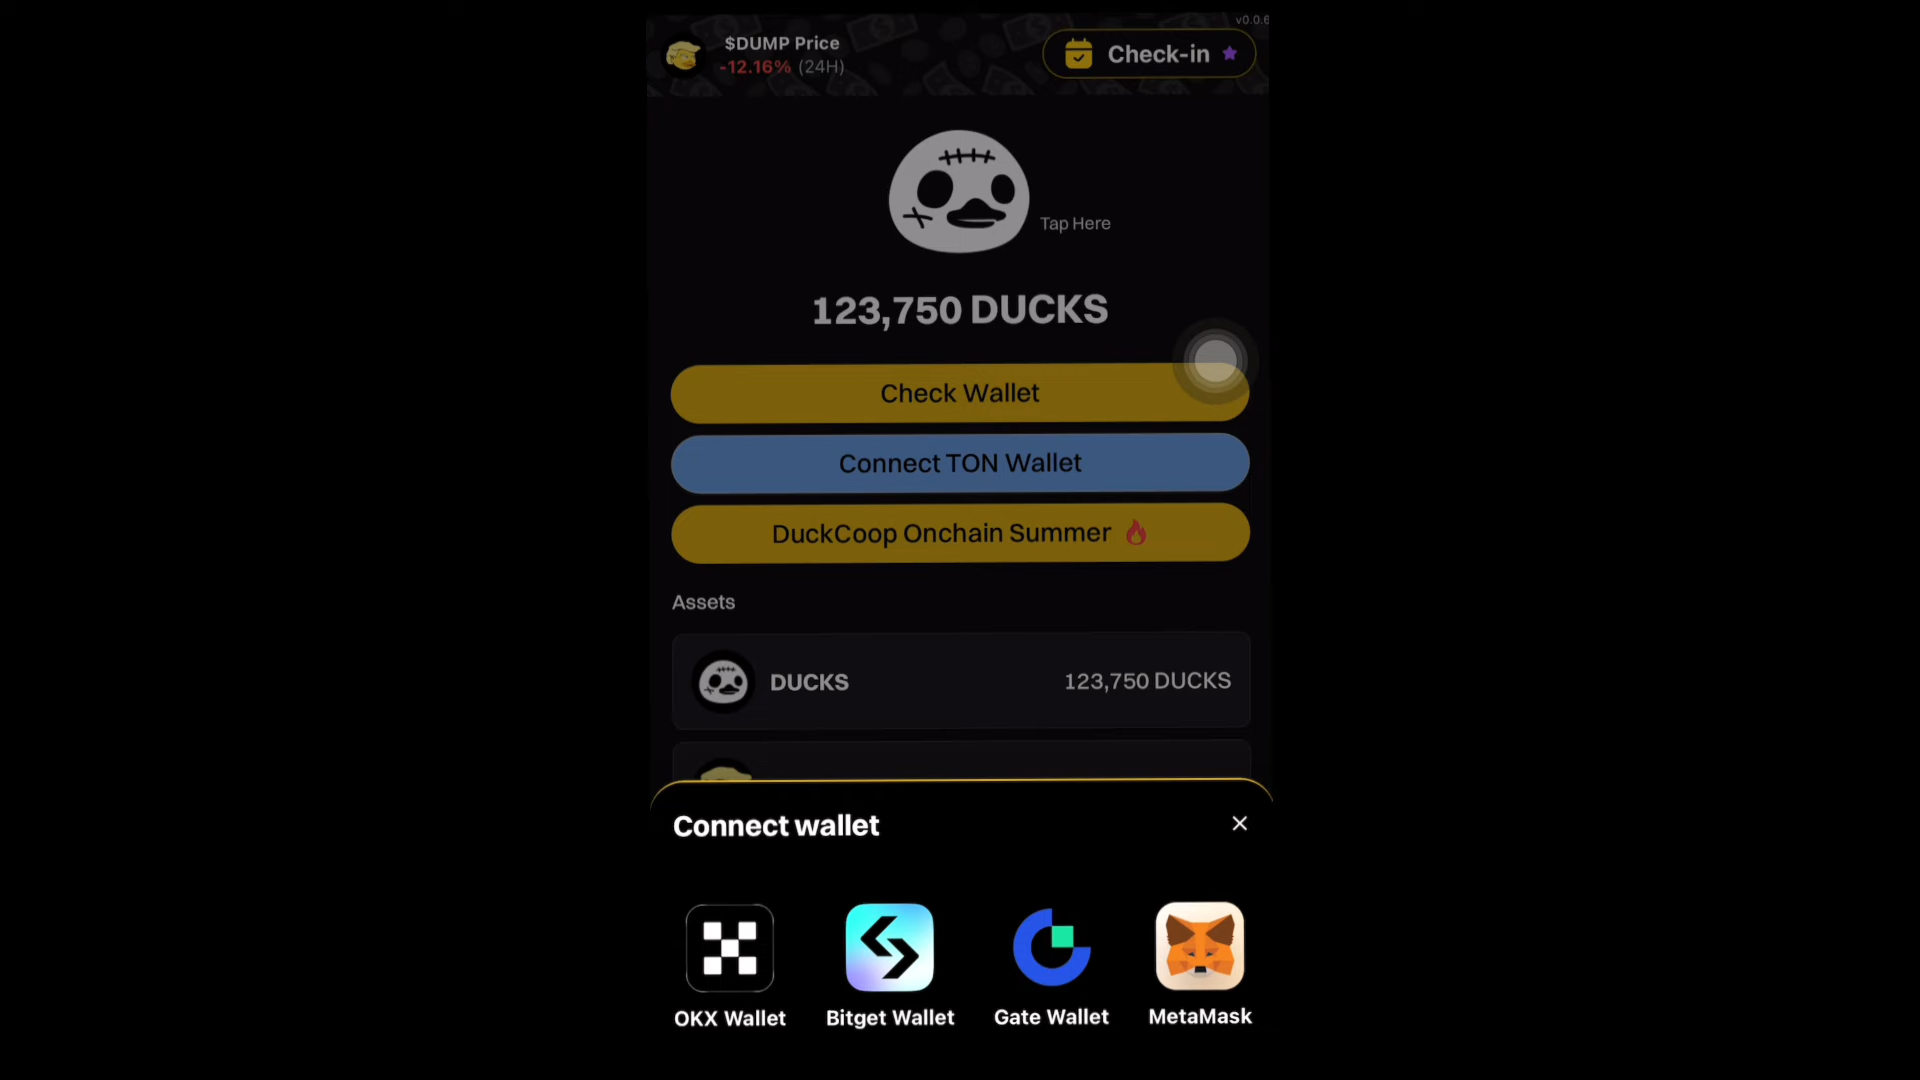 v0.0.6
$DUMP Price
-12.16% (24H)
Check-in
Tap Here
123,750 DUCKS
Check Wallet
Connect TON Wallet
DuckCoop Onchain Summer
Assets
DUCKS
123,750 DUCKS
Connect wallet
OKX Wallet
Bitget Wallet
Gate Wallet
MetaMask